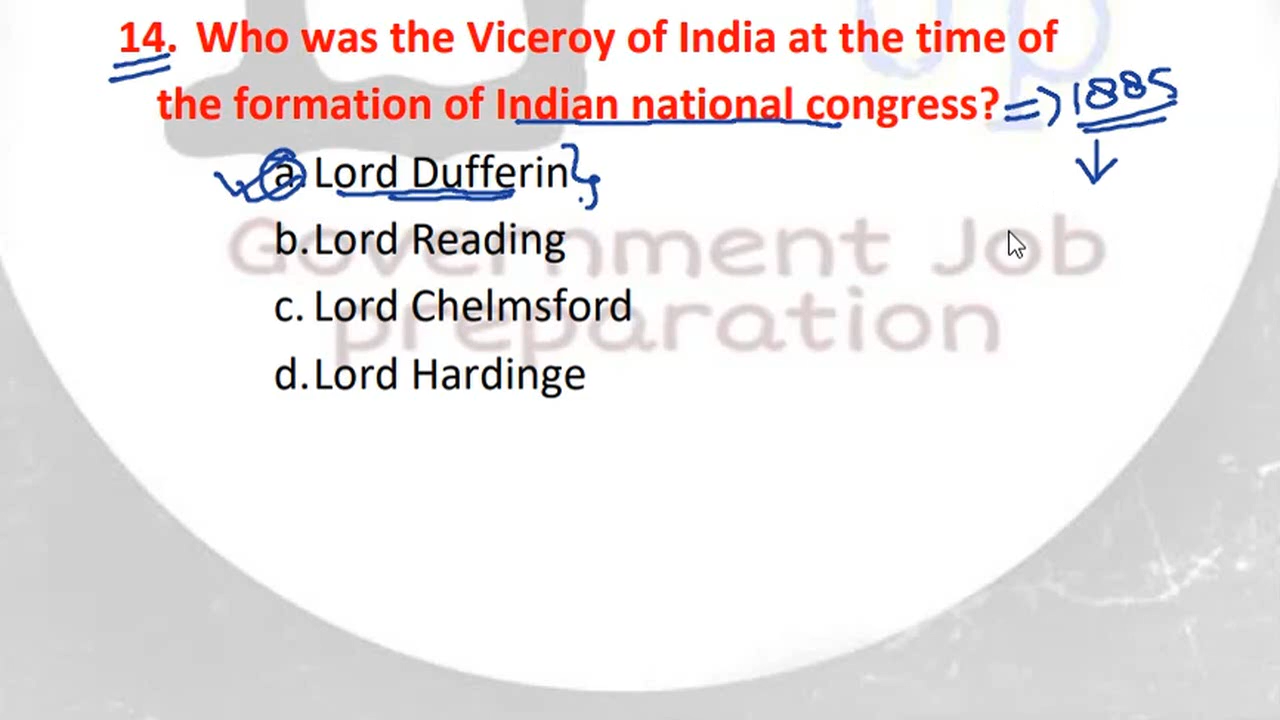 14. Who was the Viceroy of India at the time of
the formation of Indian national congress? => 1885
a. Lord Dufferin
b. Lord Reading
Government Job
c. Lord Chelmsford
preparation
d. Lord Hardinge